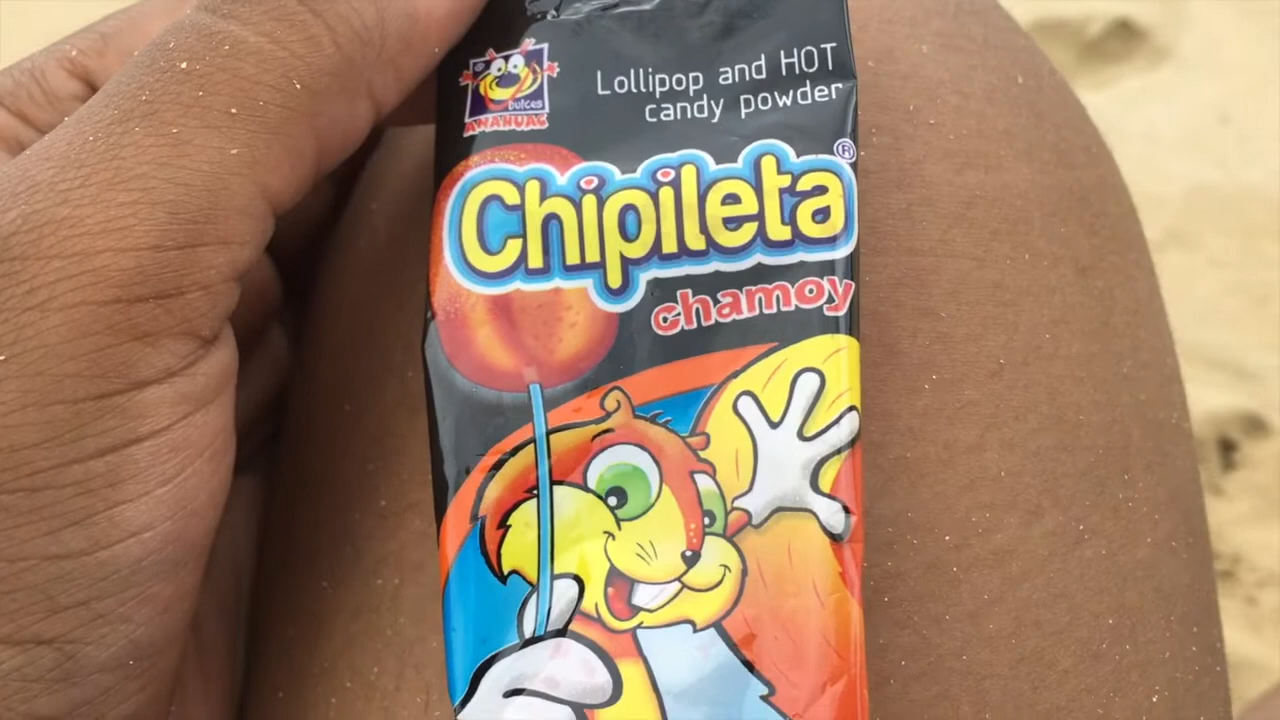 Dulces
ANAHUAC
Lollipop and HOT
candy powder
Chipileta®
chamoy